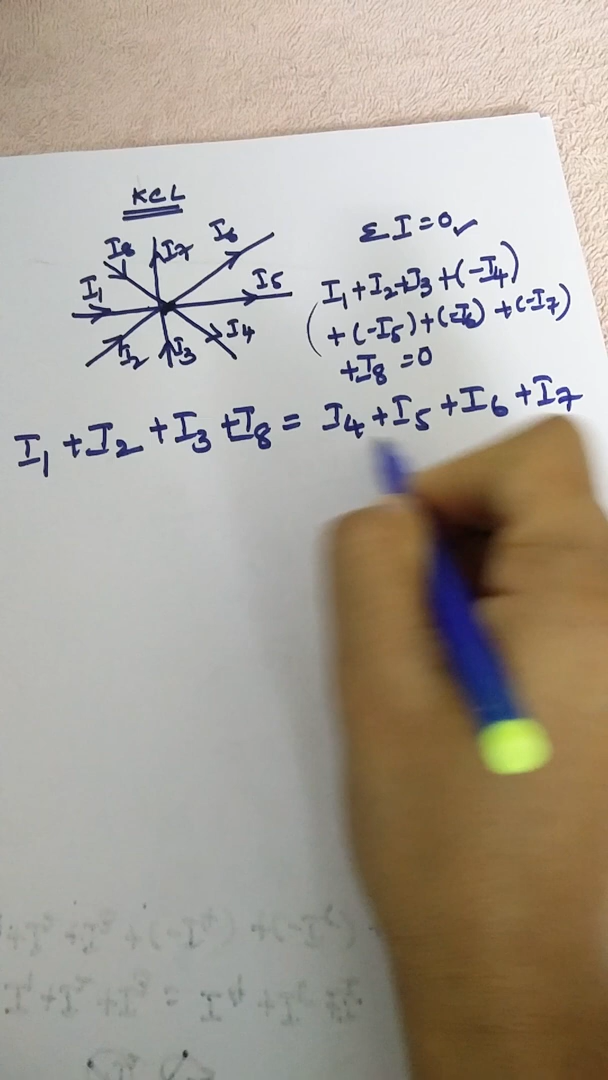 KCL
I8 I7 I6
I1 I5
I2 I3 I4
ΣI=0✓
I1+I2+I3+(-I4)
+(-I5)+(-I6)+(-I7)
+I8=0
I1+I2+I3+I8=I4+I5+I6+I7